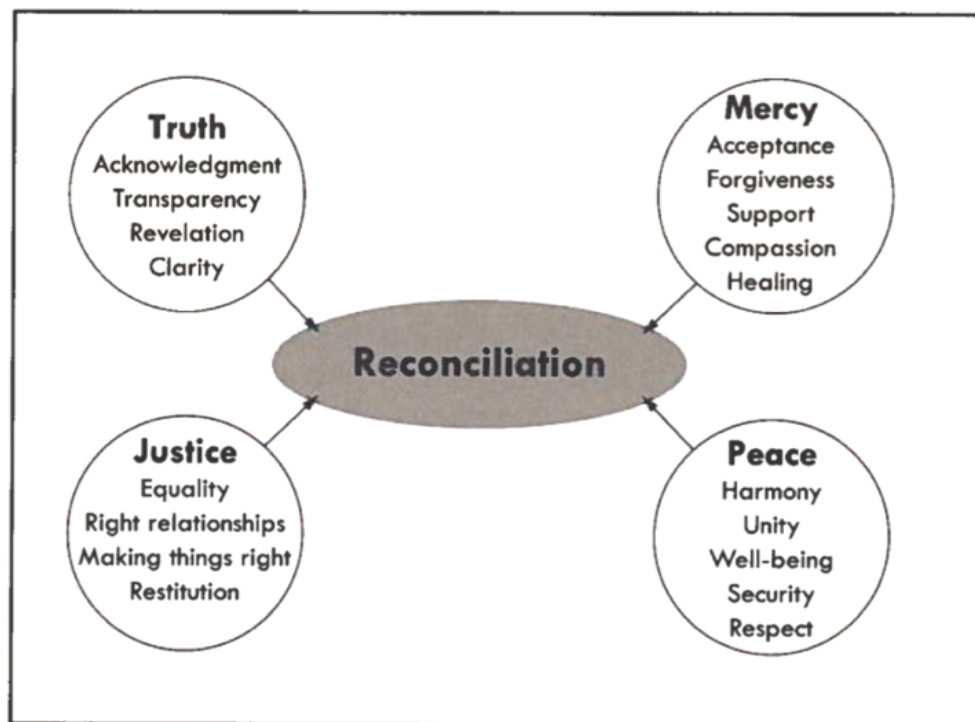 Truth
Acknowledgment
Transparency
Revelation
Clarity
Mercy
Acceptance
Forgiveness
Support
Compassion
Healing
Reconciliation
Justice
Equality
Right relationships
Making things right
Restitution
Peace
Harmony
Unity
Well-being
Security
Respect